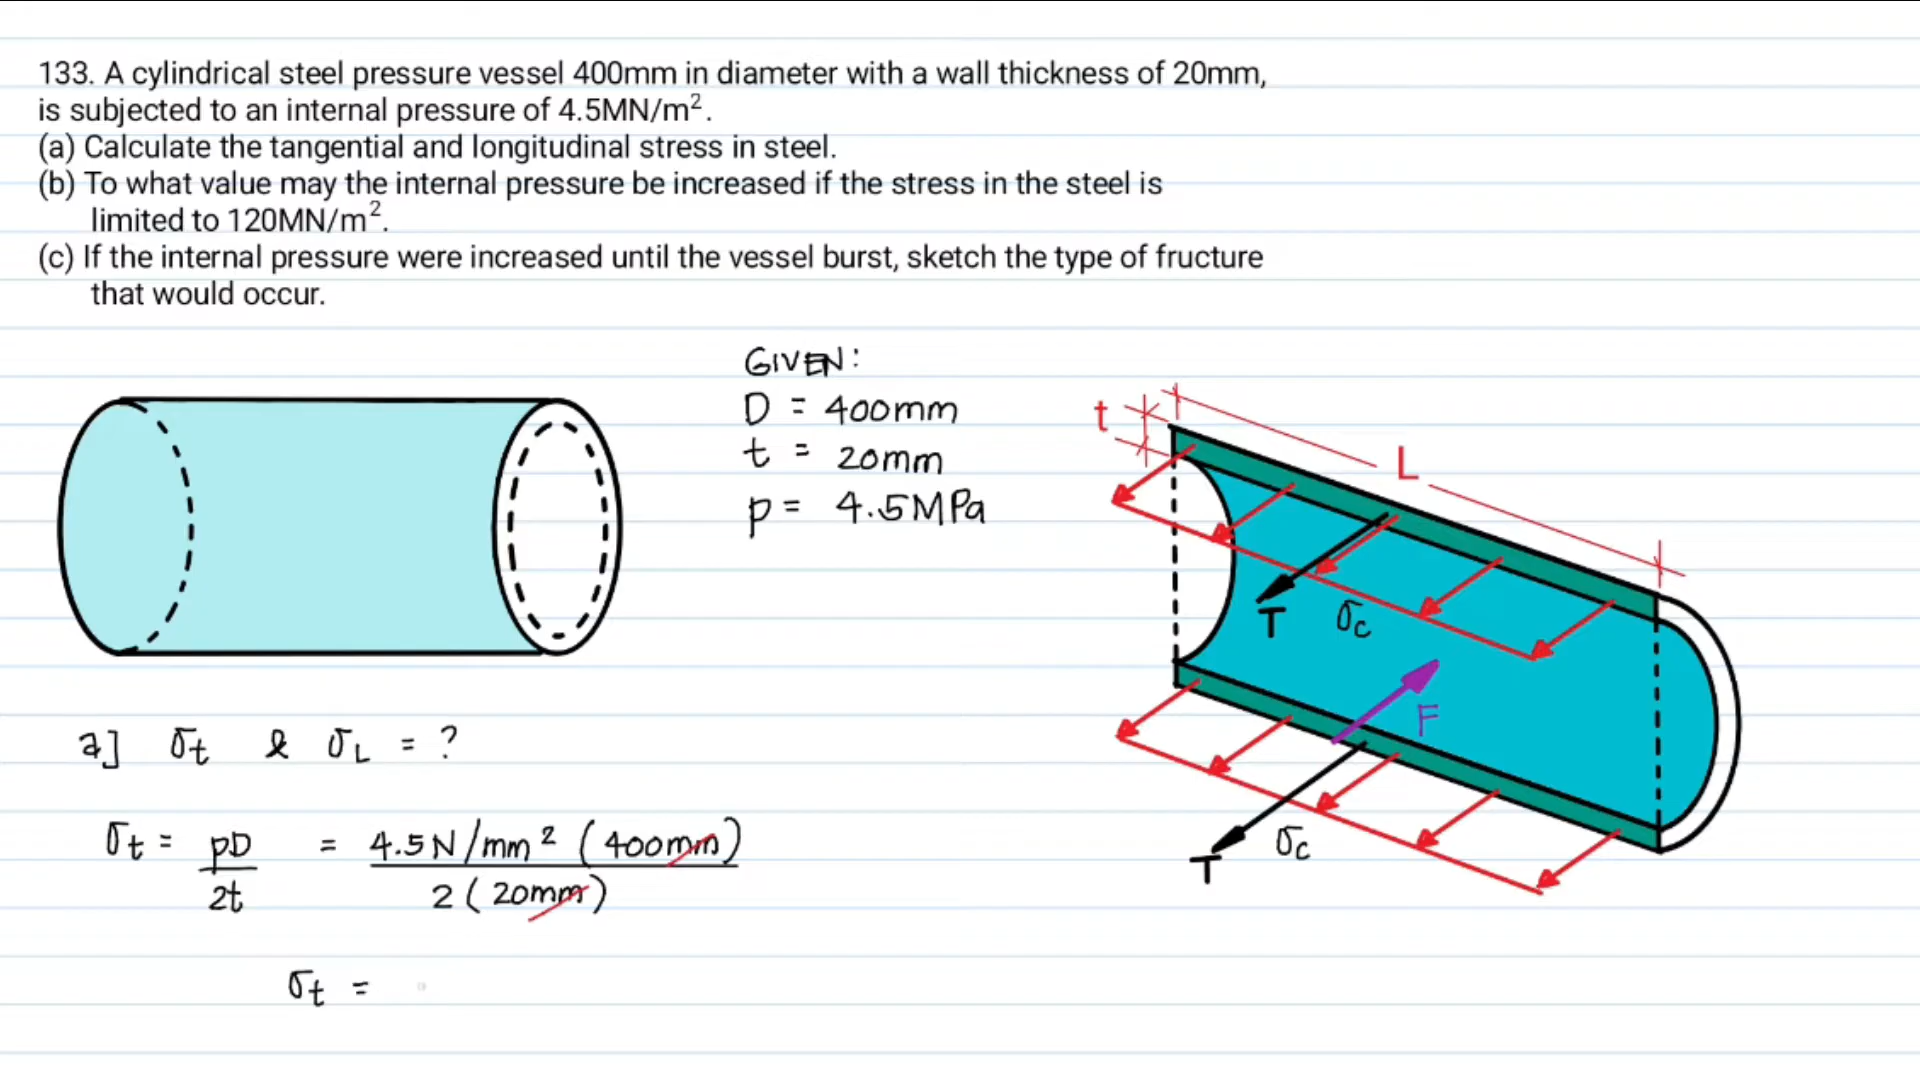 133. A cylindrical steel pressure vessel 400mm in diameter with a wall thickness of 20mm,
is subjected to an internal pressure of 4.5MN/m².
(a) Calculate the tangential and longitudinal stress in steel.
(b) To what value may the internal pressure be increased if the stress in the steel is
limited to 120MN/m².
(c) If the internal pressure were increased until the vessel burst, sketch the type of fructure
that would occur.
GIVEN:
D = 400mm
t = 20mm
p = 4.5MPa
t
L
T
σc
F
T
σc
a] σt & σL = ?
σt = pD/2t = 4.5N/mm² (400mm) / 2(20mm)
σt =